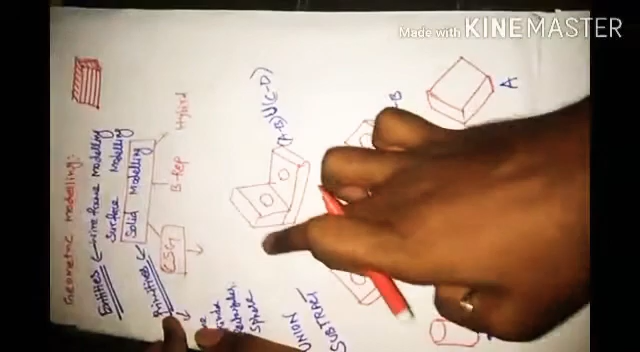 Made with KINEMASTER
Geometric modelling:
Entities ← Wire frame modelling
Surface Modelling
Primitives ← Solid Modelling
CSG B-rep Hybrid
Sphere
UNION
SUBTRACT
(A-B)U(C-D)
-B
A